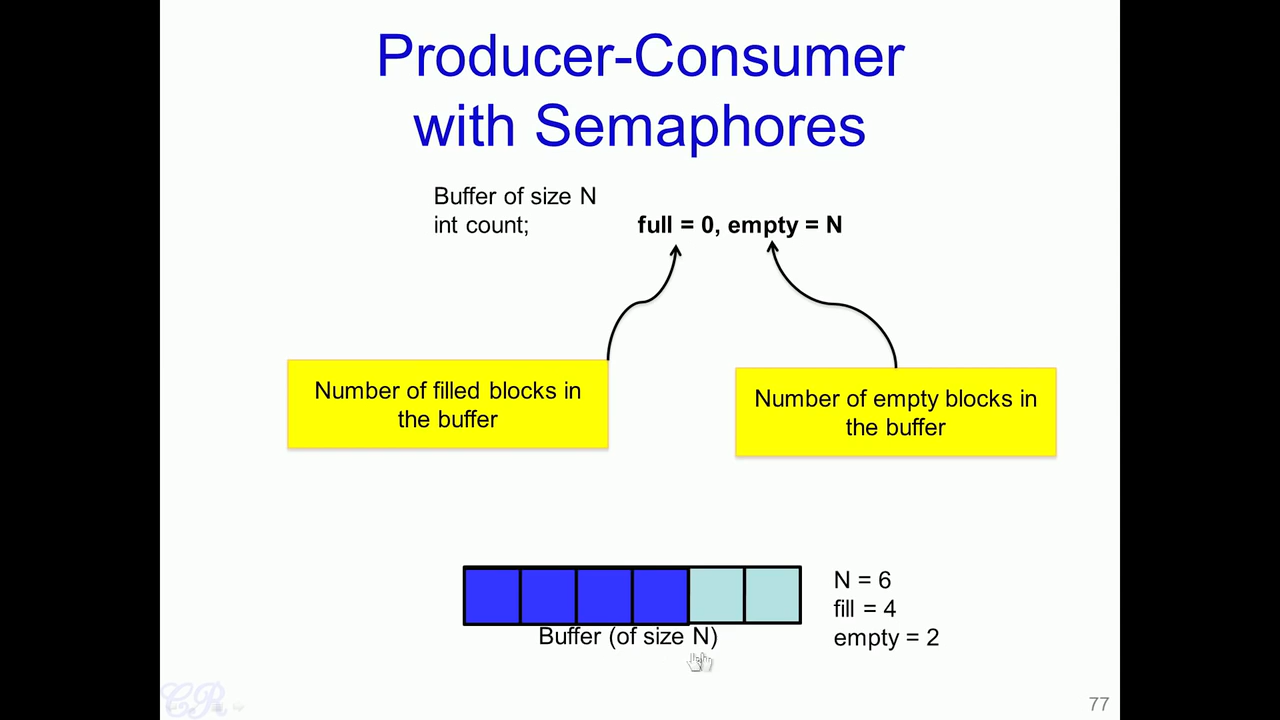 Producer-Consumer
with Semaphores
Buffer of size N
int count;
full = 0, empty = N
Number of filled blocks in
the buffer
Number of empty blocks in
the buffer
Buffer (of size N)
N = 6
fill = 4
empty = 2
CR
77